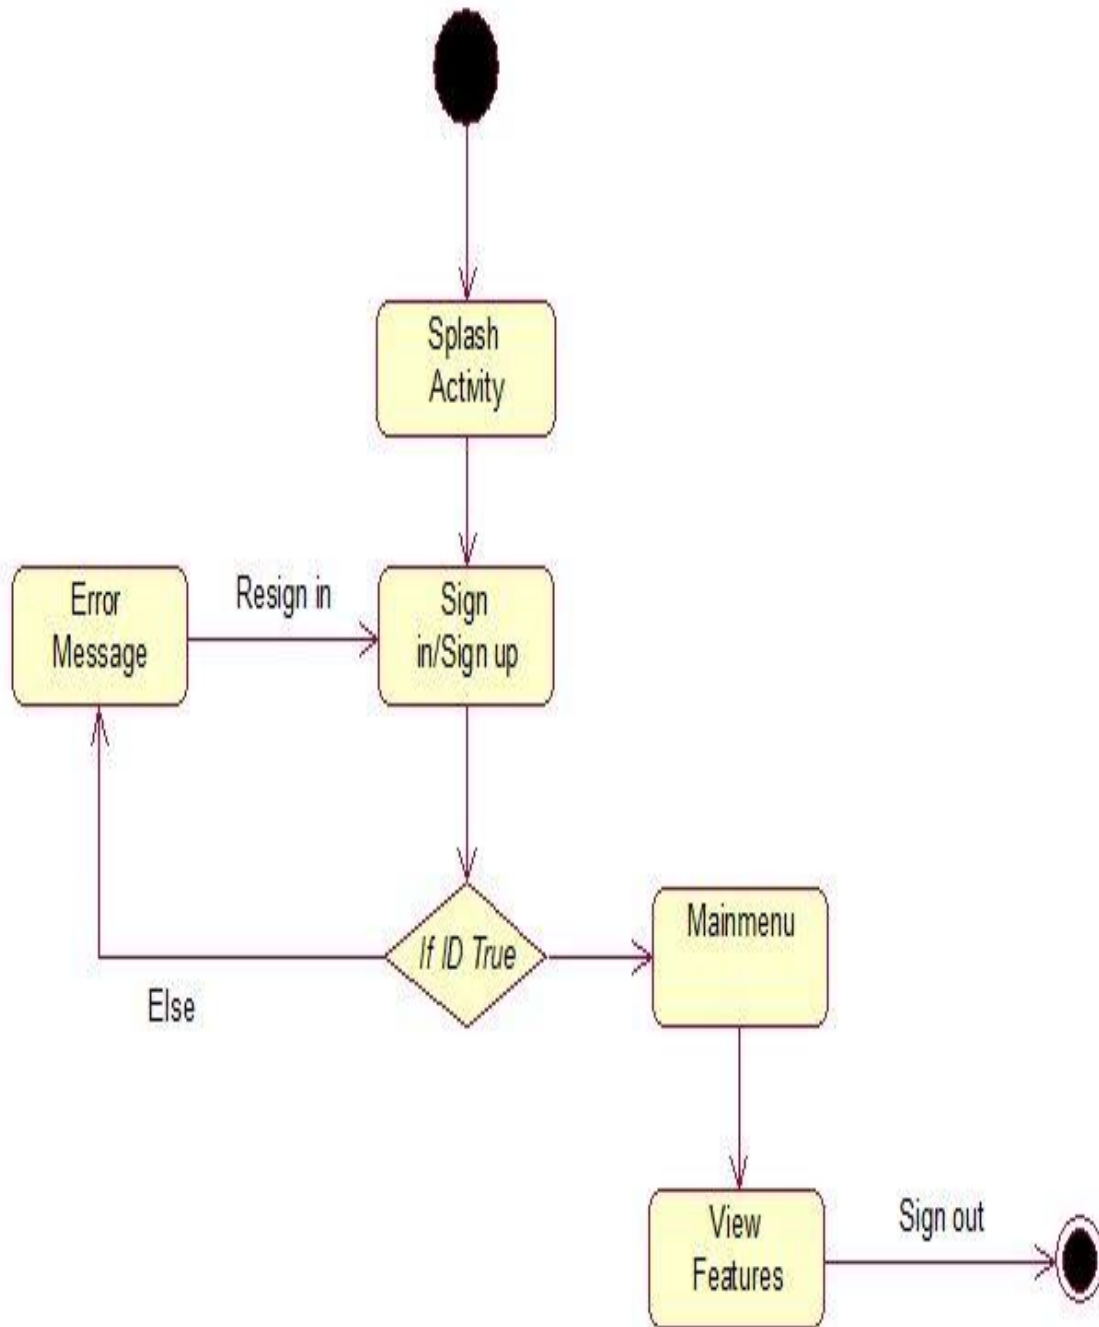 Splash
Activity
Error
Message
Resign in
Sign
in/Sign up
If ID True
Else
Mainmenu
View
Features
Sign out